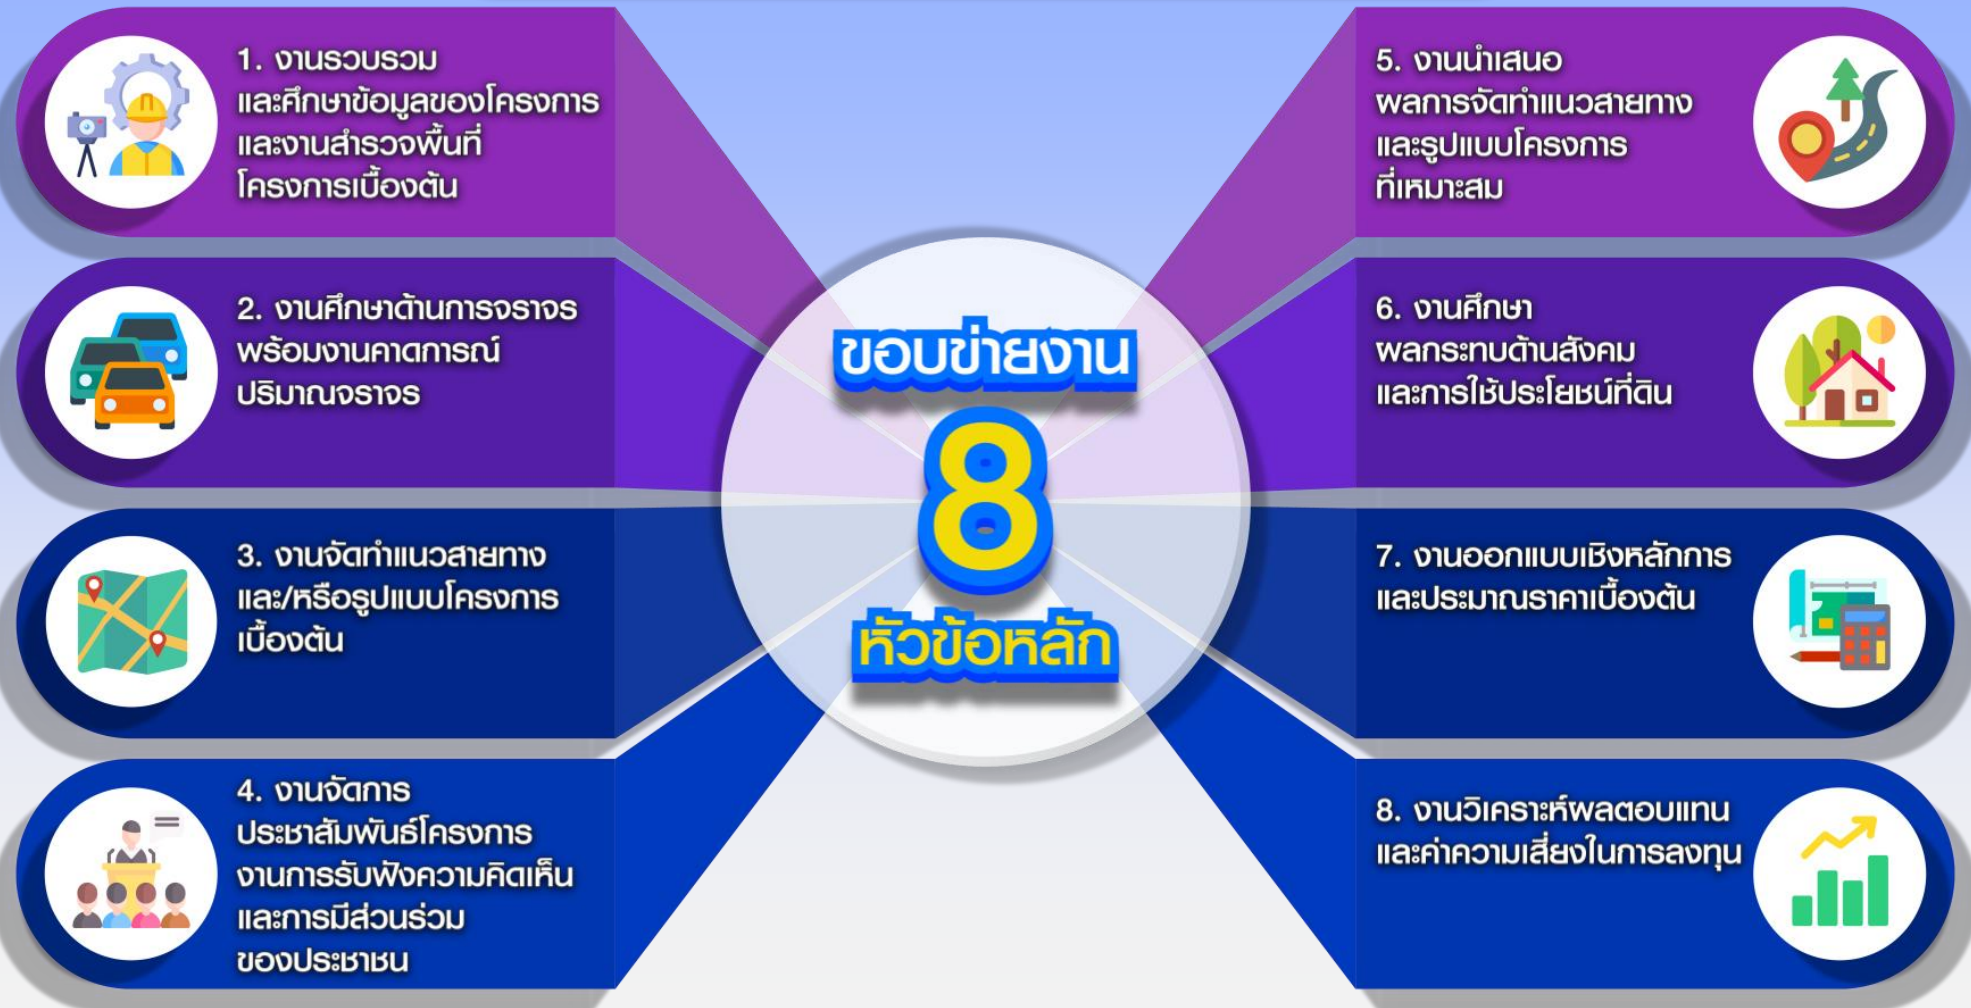 1. งานรวบรวม
และศึกษาข้อมูลของโครงการ
และงานสำรวจพื้นที่
โครงการเบื้องต้น
2. งานศึกษาด้านการจราจร
พร้อมงานคาดการณ์
ปริมาณจราจร
3. งานจัดทำแนวสายทาง
และ/หรือรูปแบบโครงการ
เบื้องต้น
4. งานจัดการ
ประชาสัมพันธ์โครงการ
งานการรับฟังความคิดเห็น
และการมีส่วนร่วม
ของประชาชน
ขอบข่ายงาน
8
หัวข้อหลัก
5. งานนำเสนอ
ผลการจัดทำแนวสายทาง
และรูปแบบโครงการ
ที่เหมาะสม
6. งานศึกษา
ผลกระทบด้านสังคม
และการใช้ประโยชน์ที่ดิน
7. งานออกแบบเชิงหลักการ
และประมาณราคาเบื้องต้น
8. งานวิเคราะห์ผลตอบแทน
และค่าความเสี่ยงในการลงทุน